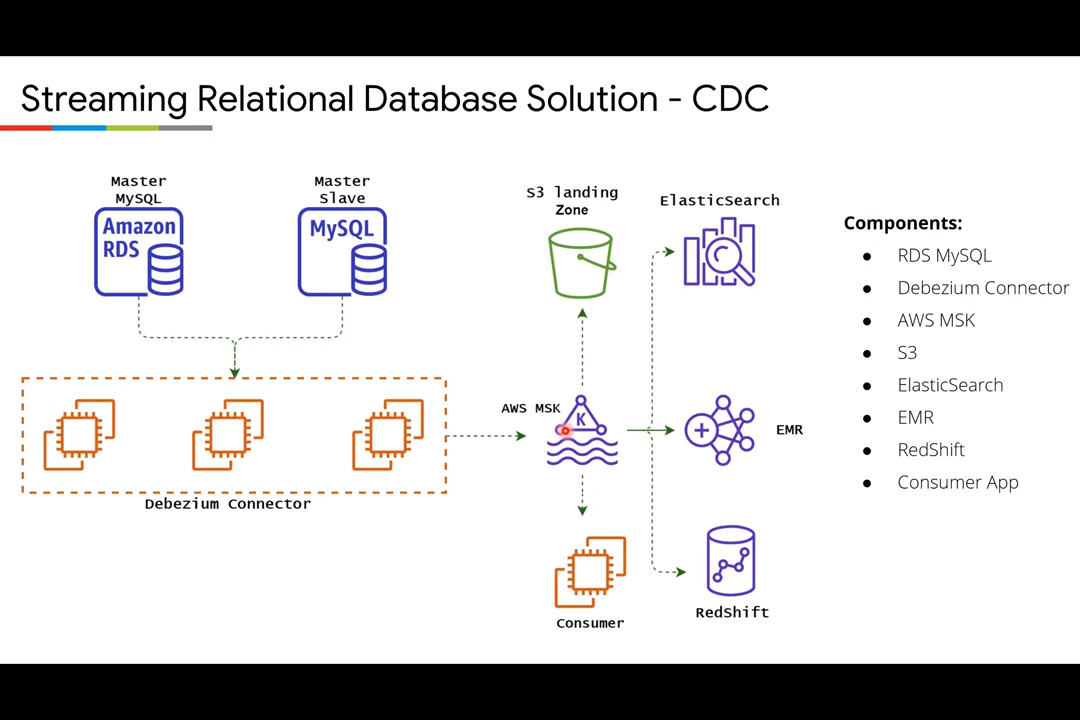 Streaming Relational Database Solution - CDC
Master
MySQL
Amazon
RDS
Master
Slave
MySQL
S3 landing
Zone
ElasticSearch
AWS MSK
K
EMR
Debezium Connector
Consumer
RedShift
Components:
● RDS MySQL
● Debezium Connector
● AWS MSK
● S3
● ElasticSearch
● EMR
● RedShift
● Consumer App